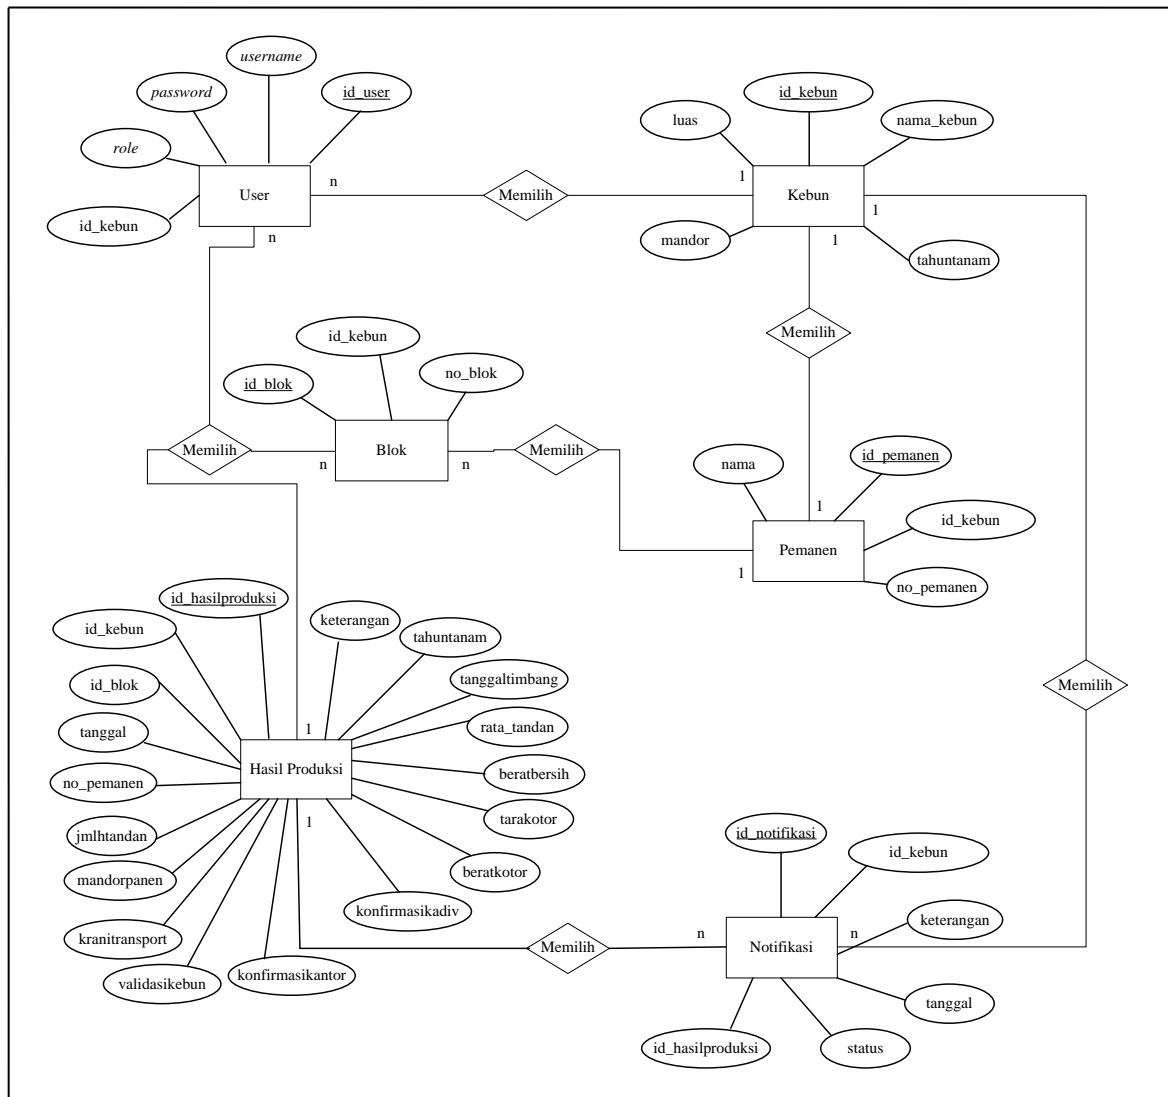 username
password
id_user
role
id_kebun
User
n
n
Memilih
id_kebun
luas
nama_kebun
1
Kebun
1
1
mandor
tahuntanam
Memilih
id_kebun
id_blok
no_blok
Memilih
n
Blok
n
Memilih
nama
id_pemanen
1
id_kebun
Pemanen
1
no_pemanen
id_hasilproduksi
keterangan
id_kebun
tahuntanam
id_blok
tanggaltimbang
Memilih
tanggal
rata_tandan
1
Hasil Produksi
no_pemanen
beratbersih
1
jmlhtandan
tarakotor
mandorpanen
beratkotor
kranitransport
konfirmasikadiv
validasikebun
konfirmasikantor
Memilih
id_notifikasi
id_kebun
keterangan
n
n
Notifikasi
tanggal
id_hasilproduksi
status